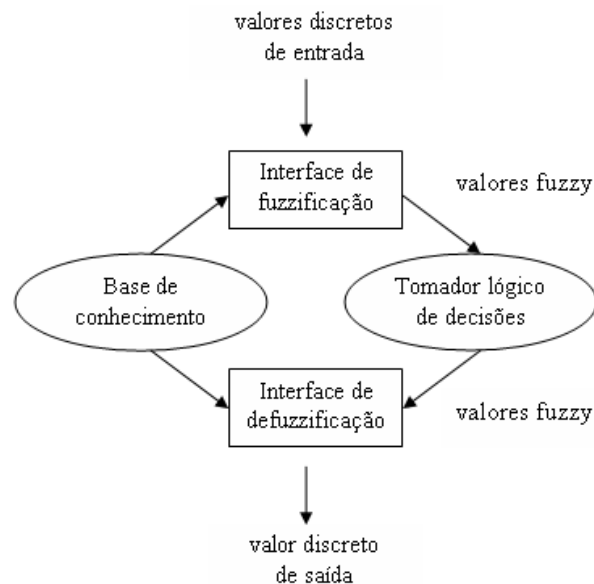 valores discretos
de entrada
Interface de
fuzzificação
valores fuzzy
Base de
conhecimento
Tomador lógico
de decisões
Interface de
defuzzificação
valores fuzzy
valor discreto
de saída